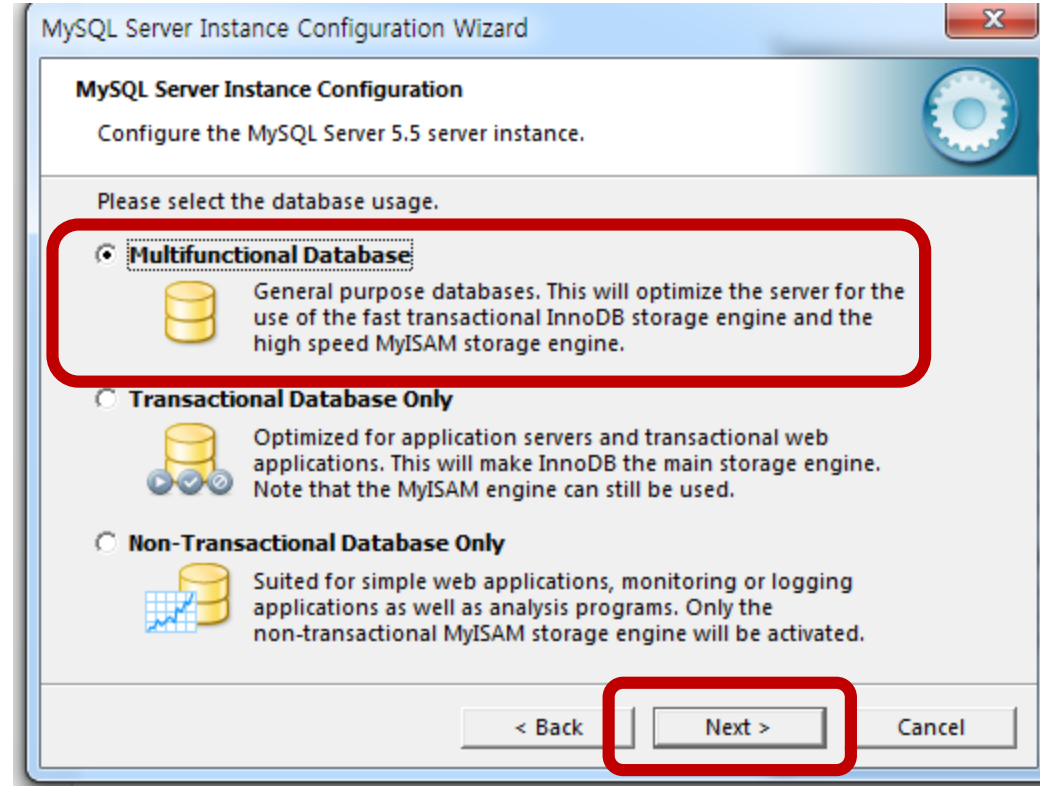 MySQL Server Instance Configuration Wizard
MySQL Server Instance Configuration
Configure the MySQL Server 5.5 server instance.
Please select the database usage.
Multifunctional Database
General purpose databases. This will optimize the server for the
use of the fast transactional InnoDB storage engine and the
high speed MyISAM storage engine.
Transactional Database Only
Optimized for application servers and transactional web
applications. This will make InnoDB the main storage engine.
Note that the MyISAM engine can still be used.
Non-Transactional Database Only
Suited for simple web applications, monitoring or logging
applications as well as analysis programs. Only the
non-transactional MyISAM storage engine will be activated.
< Back Next > Cancel